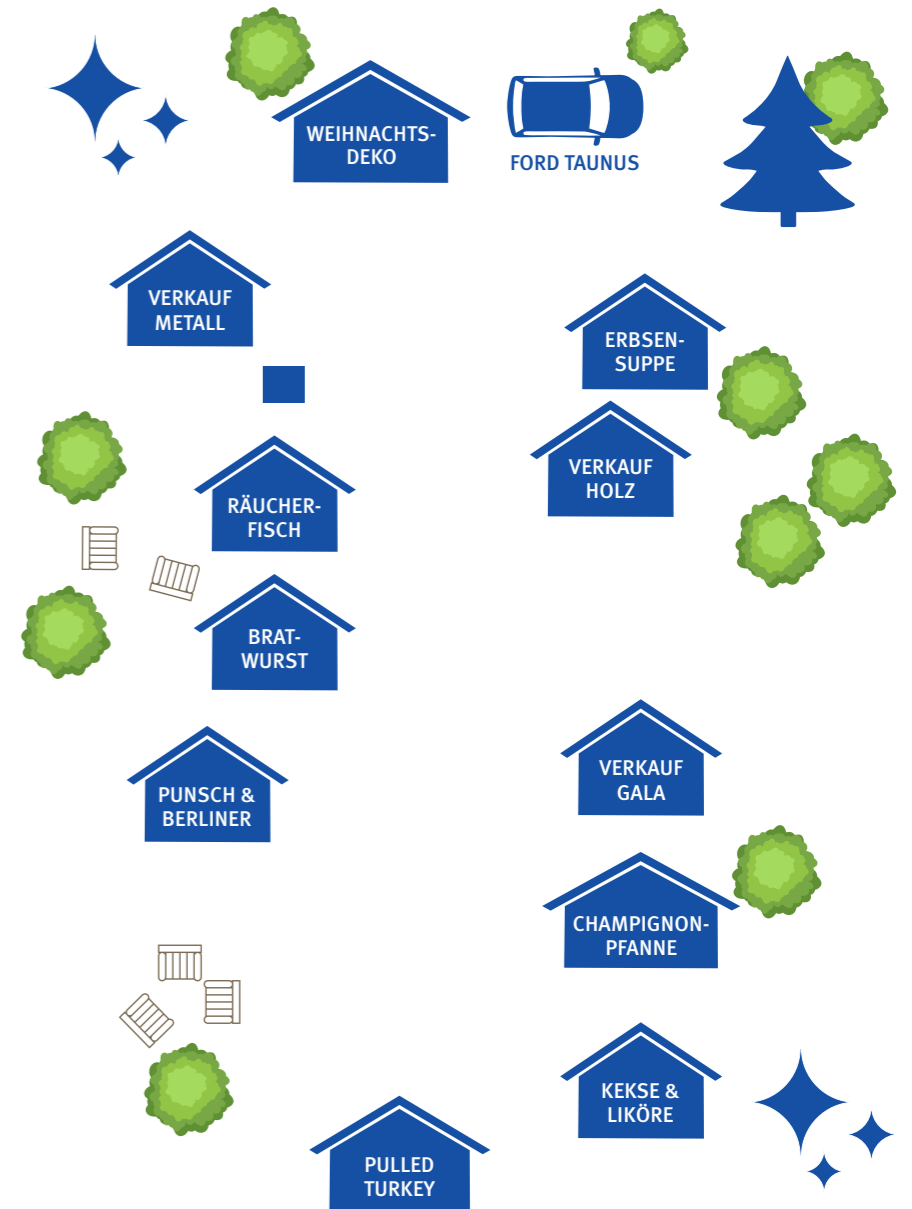 WEIHNACHTS-
DEKO
FORD TAUNUS
VERKAUF
METALL
ERBSEN-
SUPPE
VERKAUF
HOLZ
RÄUCHER-
FISCH
BRAT-
WURST
PUNSCH &
BERLINER
VERKAUF
GALA
CHAMPIGNON-
PFANNE
KEKSE &
LIKÖRE
PULLED
TURKEY